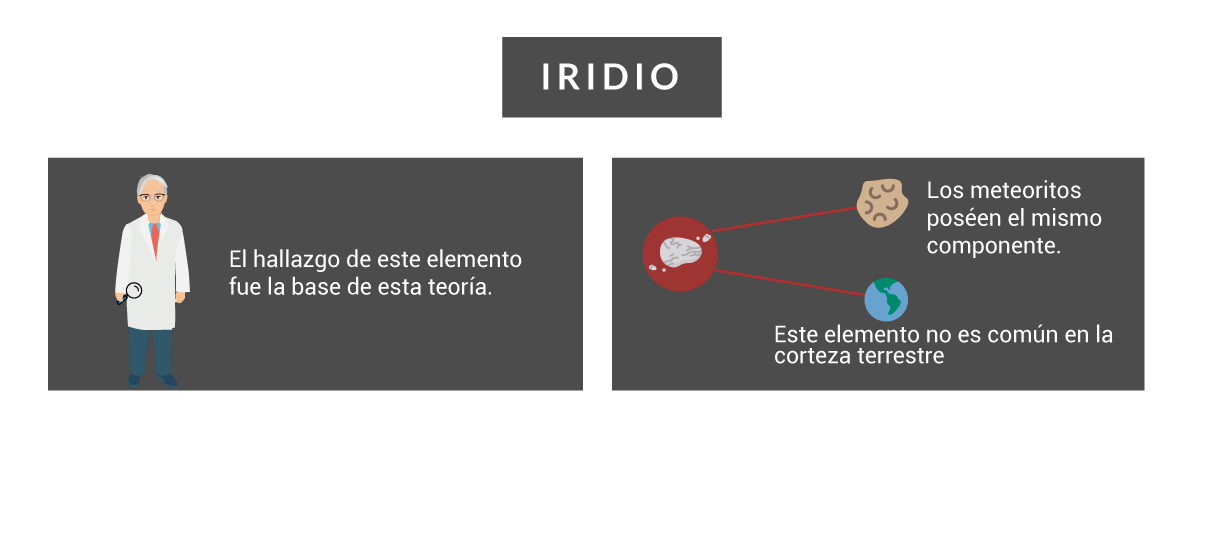 IRIDIO
El hallazgo de este elemento
fue la base de esta teoría.
Los meteoritos
poséen el mismo
componente.
Este elemento no es común en la
corteza terrestre